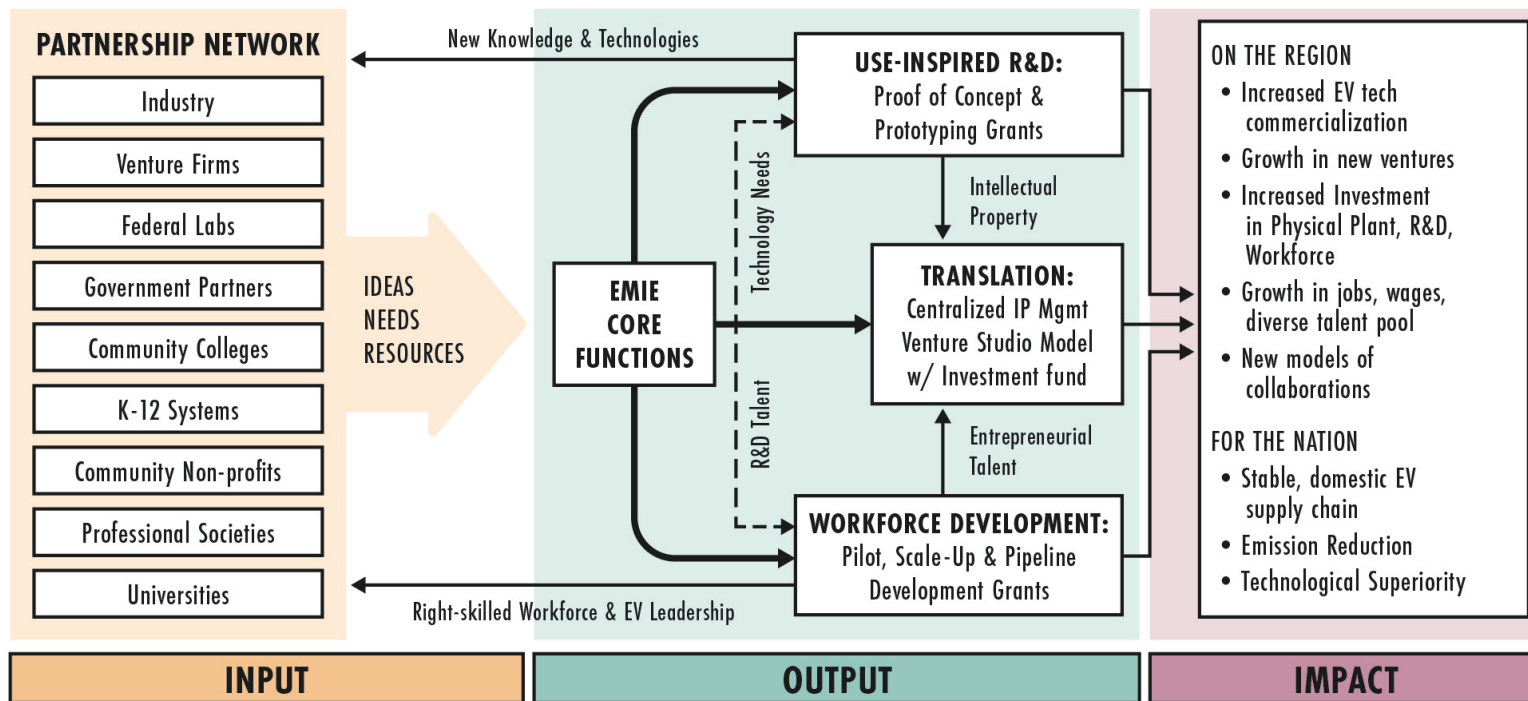 PARTNERSHIP NETWORK
Industry
Venture Firms
Federal Labs
Government Partners
Community Colleges
K-12 Systems
Community Non-profits
Professional Societies
Universities
IDEAS
NEEDS
RESOURCES
New Knowledge & Technologies
EMIE
CORE
FUNCTIONS
Technology Needs
R&D Talent
Right-skilled Workforce & EV Leadership
USE-INSPIRED R&D:
Proof of Concept &
Prototyping Grants
Intellectual
Property
TRANSLATION:
Centralized IP Mgmt
Venture Studio Model
w/ Investment fund
Entrepreneurial
Talent
WORKFORCE DEVELOPMENT:
Pilot, Scale-Up & Pipeline
Development Grants
ON THE REGION
• Increased EV tech
commercialization
• Growth in new ventures
• Increased Investment
in Physical Plant, R&D,
Workforce
• Growth in jobs, wages,
diverse talent pool
• New models of
collaborations
FOR THE NATION
• Stable, domestic EV
supply chain
• Emission Reduction
• Technological Superiority
INPUT
OUTPUT
IMPACT